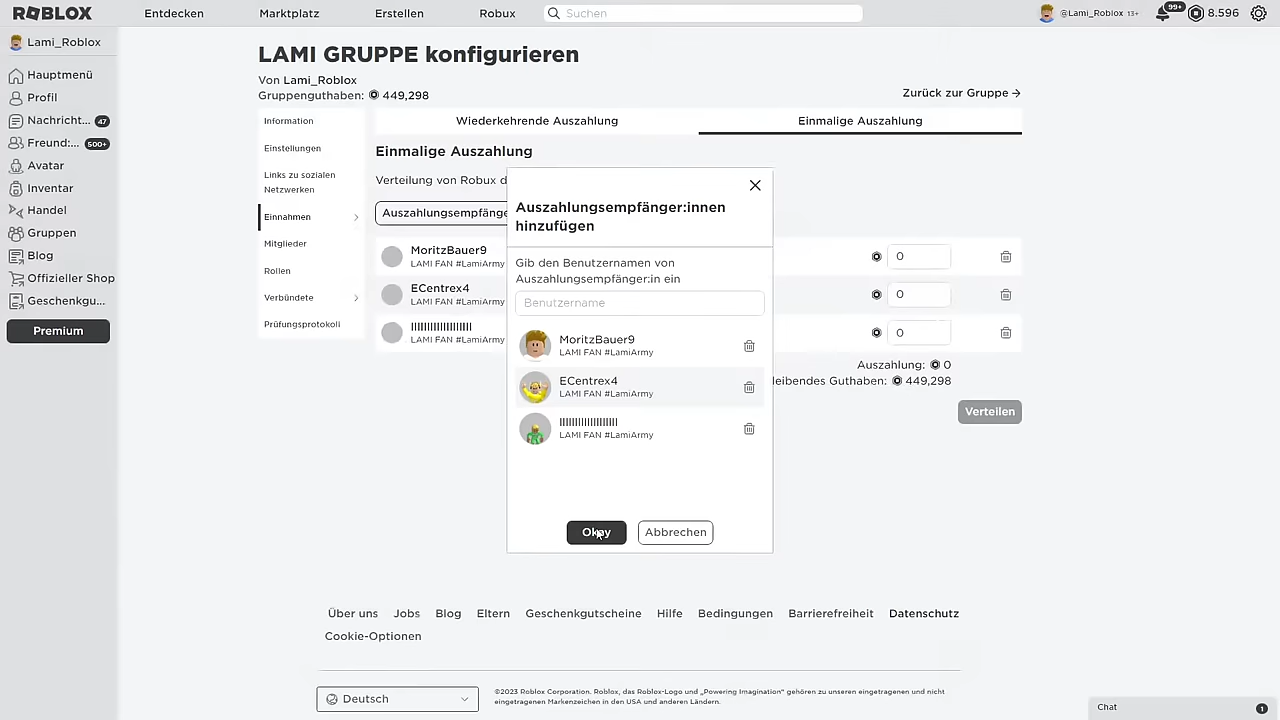 ROBLOX
Entdecken
Marktplatz
Erstellen
Robux
Suchen
@Lami_Roblox 13+
99+
8.596
Lami_Roblox
Hauptmenü
Profil
Nachricht... 47
Freund:... 500+
Avatar
Inventar
Handel
Gruppen
Blog
Offizieller Shop
Geschenkgu...
Premium
LAMI GRUPPE konfigurieren
Von Lami_Roblox
Gruppenguthaben: 449,298
Zurück zur Gruppe →
Information
Einstellungen
Links zu sozialen
Netzwerken
Einnahmen
Mitglieder
Rollen
Verbündete
Prüfungsprotokoll
Wiederkehrende Auszahlung
Einmalige Auszahlung
Einmalige Auszahlung
Verteilung von Robux d
Auszahlungsempfänge
MoritzBauer9
LAMI FAN #LamiArmy
0
ECentrex4
LAMI FAN #LamiArmy
0
LAMI FAN #LamiArmy
0
Auszahlung: 0
leibendes Guthaben: 449,298
Verteilen
Auszahlungsempfänger:innen
hinzufügen
Gib den Benutzernamen von
Auszahlungsempfänger:in ein
Benutzername
MoritzBauer9
LAMI FAN #LamiArmy
ECentrex4
LAMI FAN #LamiArmy
LAMI FAN #LamiArmy
Okay
Abbrechen
Über uns
Jobs
Blog
Eltern
Geschenkgutscheine
Hilfe
Bedingungen
Barrierefreiheit
Datenschutz
Cookie-Optionen
Deutsch
©2023 Roblox Corporation. Roblox, das Roblox-Logo und „Powering Imagination" gehören zu unseren eingetragenen und nicht
eingetragenen Markenzeichen in den USA und anderen Ländern.
Chat
1